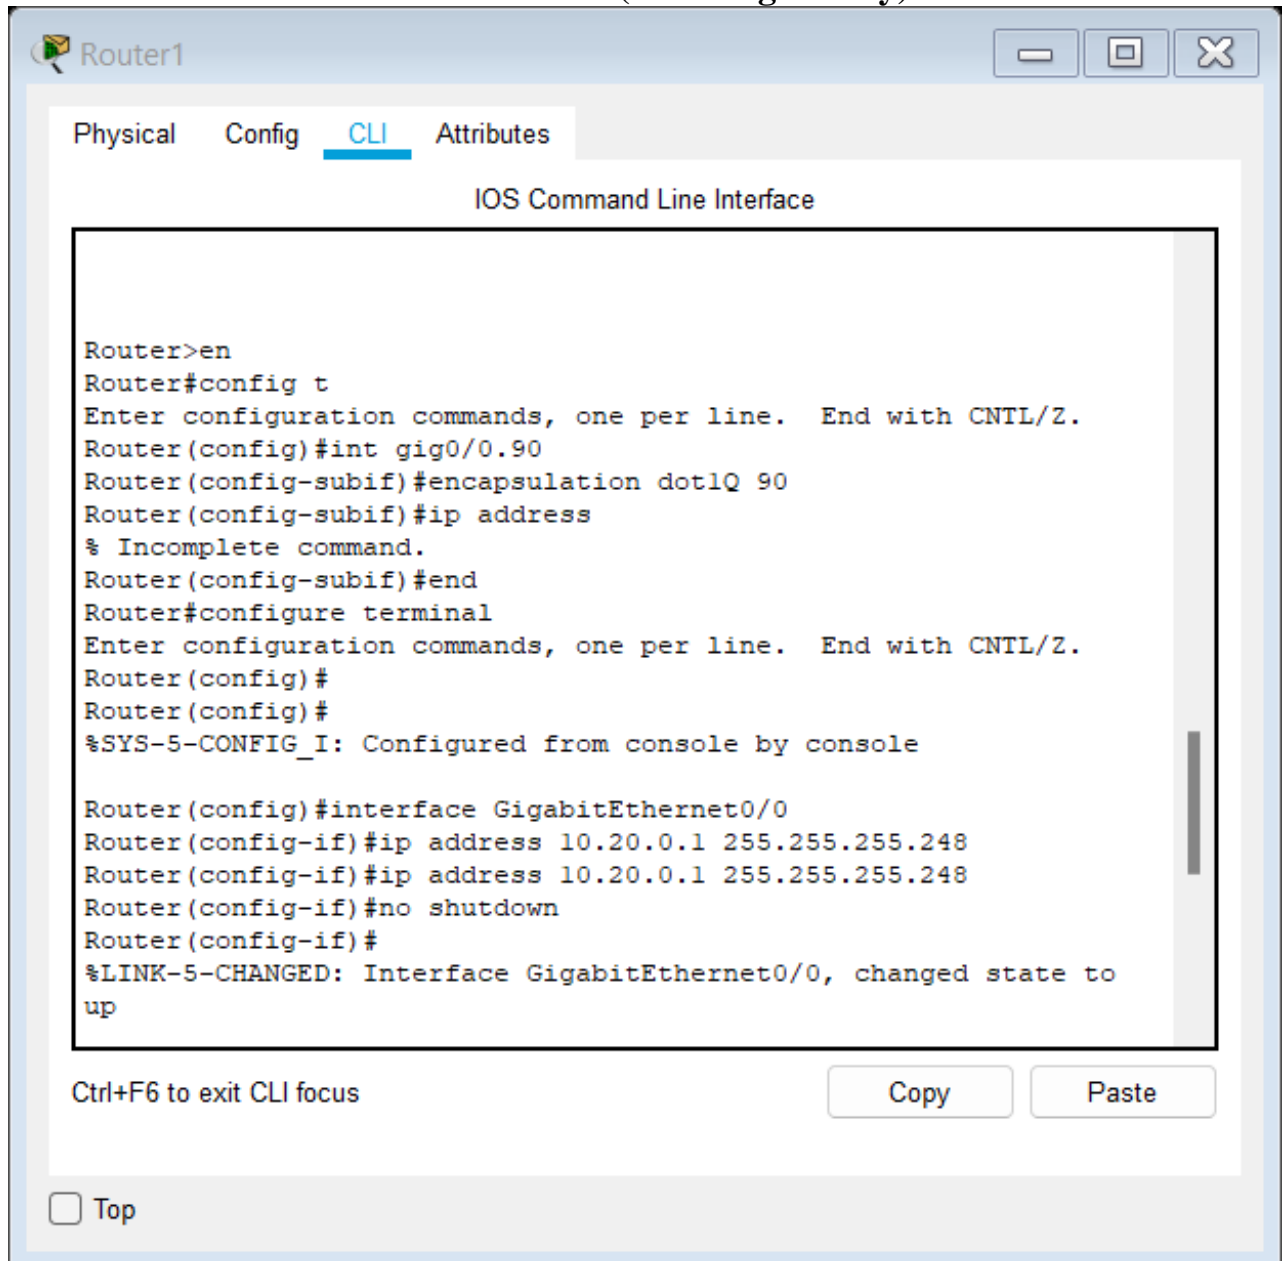 Router1
Physical Config CLI Attributes
IOS Command Line Interface
Router>en
Router#config t
Enter configuration commands, one per line.  End with CNTL/Z.
Router(config)#int gig0/0.90
Router(config-subif)#encapsulation dot1Q 90
Router(config-subif)#ip address
% Incomplete command.
Router(config-subif)#end
Router#configure terminal
Enter configuration commands, one per line.  End with CNTL/Z.
Router(config)#
Router(config)#
%SYS-5-CONFIG_I: Configured from console by console
Router(config)#interface GigabitEthernet0/0
Router(config-if)#ip address 10.20.0.1 255.255.255.248
Router(config-if)#ip address 10.20.0.1 255.255.255.248
Router(config-if)#no shutdown
Router(config-if)#
%LINK-5-CHANGED: Interface GigabitEthernet0/0, changed state to
up
Ctrl+F6 to exit CLI focus
Copy Paste
Top